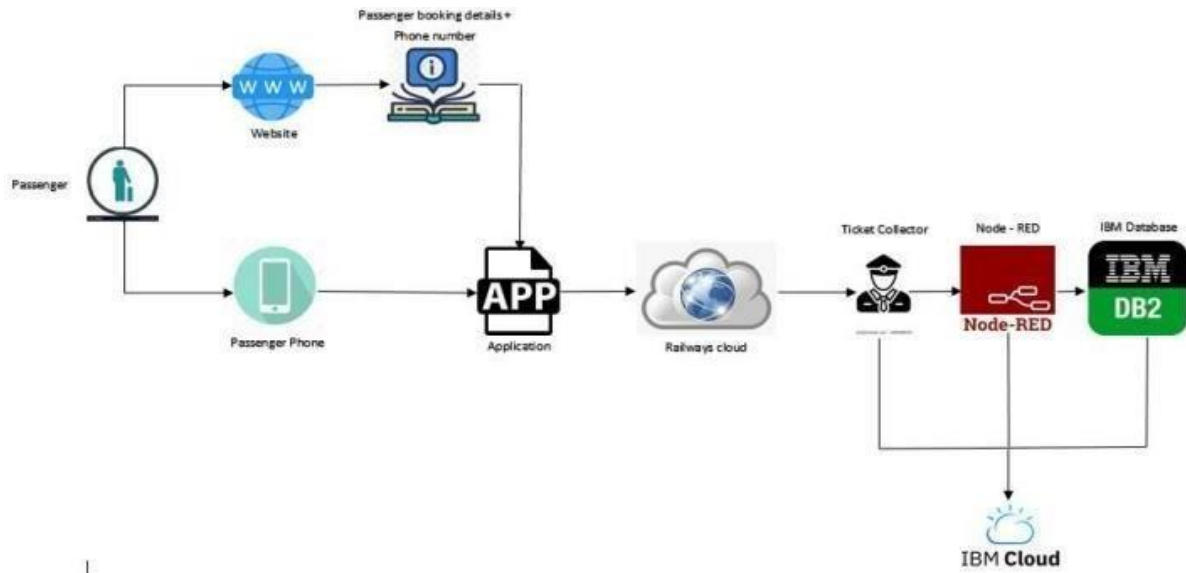 Passenger booking details +
Phone number
WWW
Website
Passenger
Passenger Phone
APP
Application
Railways cloud
Ticket Collector
Node - RED
Node-RED
IBM Database
IBM
DB2
IBM Cloud